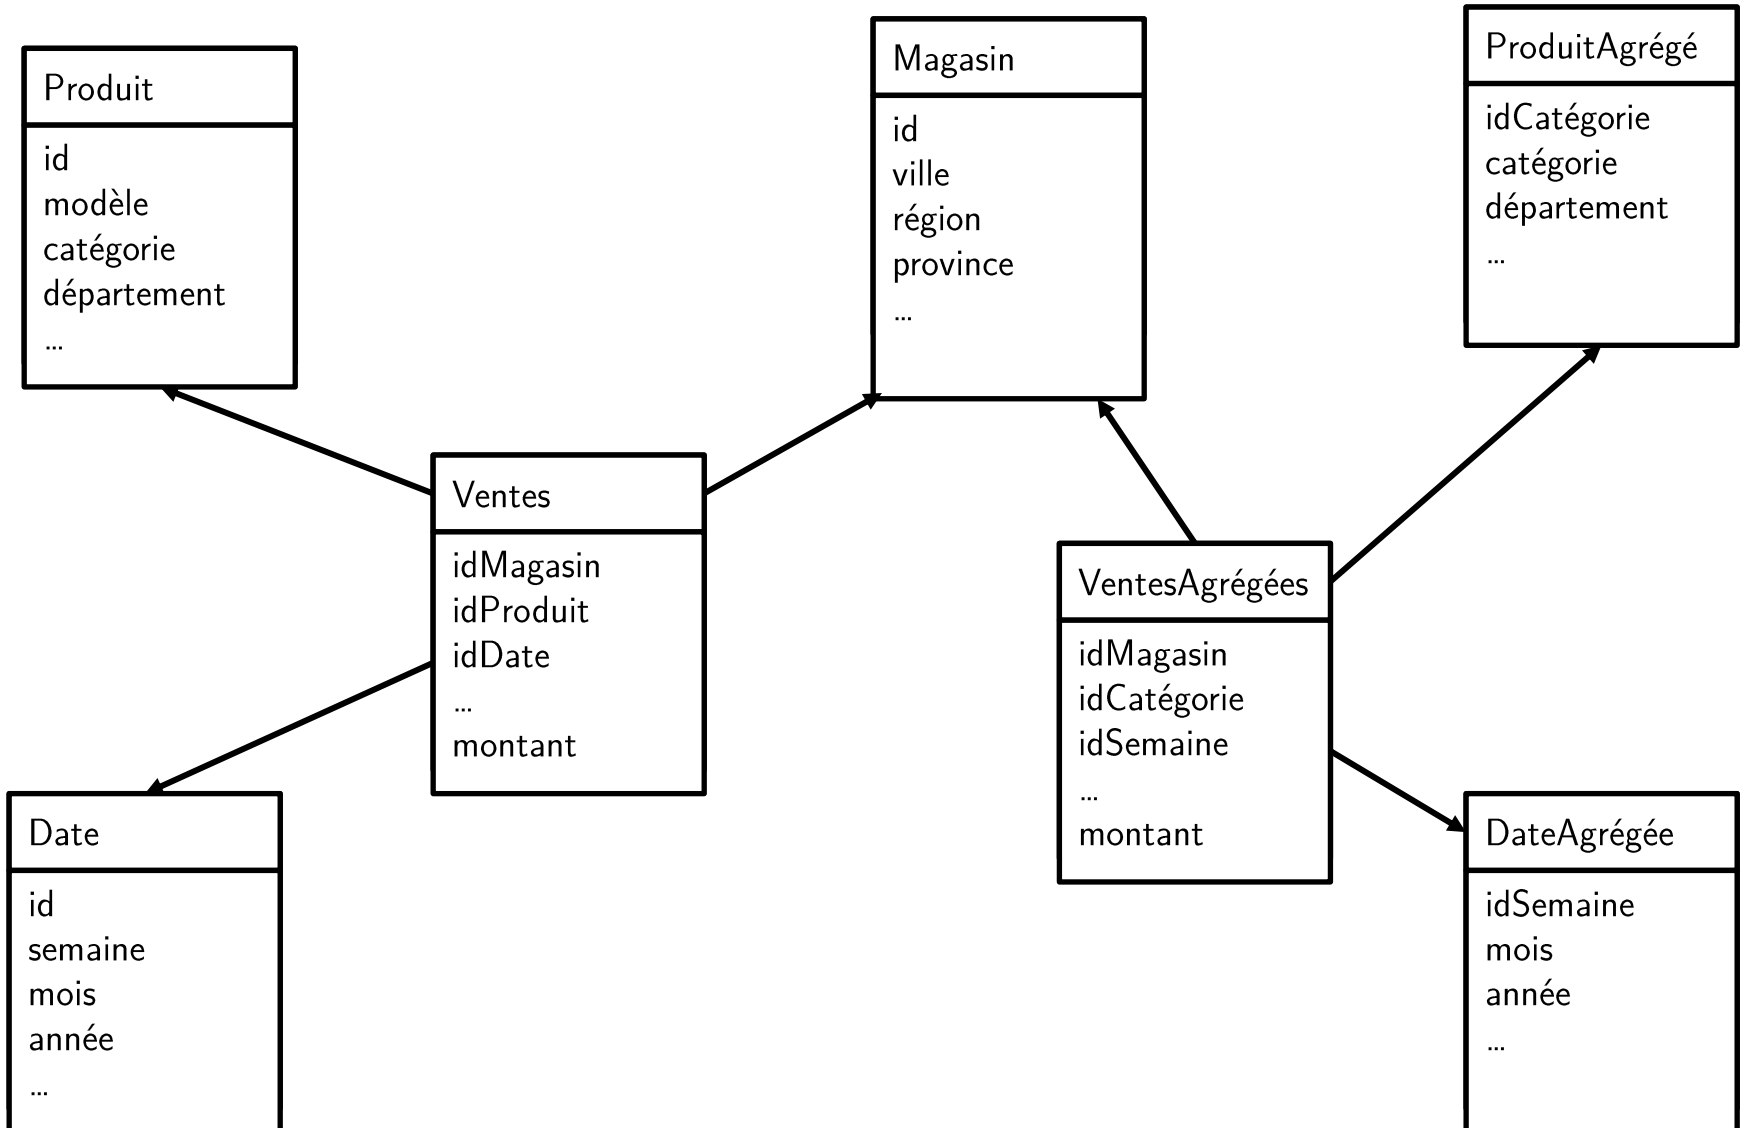 Produit
id
modèle
catégorie
département
...
Magasin
id
ville
région
province
...
ProduitAgrégé
idCatégorie
catégorie
département
...
Ventes
idMagasin
idProduit
idDate
...
montant
VentesAgrégées
idMagasin
idCatégorie
idSemaine
...
montant
Date
id
semaine
mois
année
...
DateAgrégée
idSemaine
mois
année
...